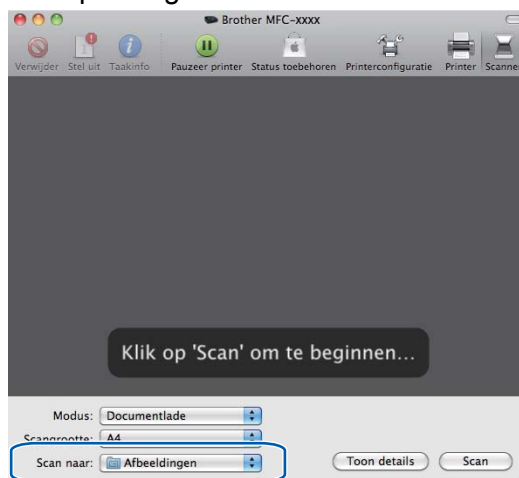 Brother MFC-XXXX
Verwijder Stel uit Taakinfo Pauzeer printer Status toebehoren Printerconfiguratie Printer Scanne
Klik op 'Scan' om te beginnen...
Modus: Documentlade
Scangrootte: A4
Scan naar: Afbeeldingen Toon details Scan